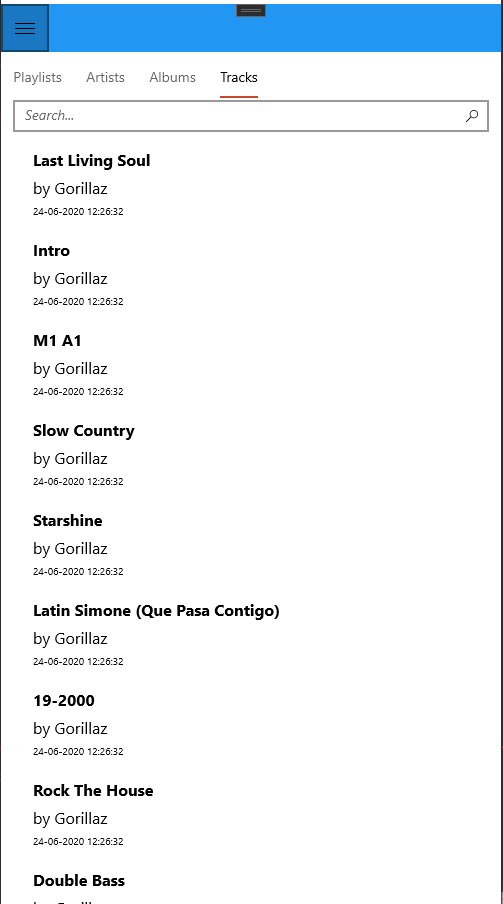 Playlists Artists Albums Tracks
Search...
Last Living Soul
by Gorillaz
24-06-2020 12:26:32
Intro
by Gorillaz
24-06-2020 12:26:32
M1 A1
by Gorillaz
24-06-2020 12:26:32
Slow Country
by Gorillaz
24-06-2020 12:26:32
Starshine
by Gorillaz
24-06-2020 12:26:32
Latin Simone (Que Pasa Contigo)
by Gorillaz
24-06-2020 12:26:32
19-2000
by Gorillaz
24-06-2020 12:26:32
Rock The House
by Gorillaz
24-06-2020 12:26:32
Double Bass